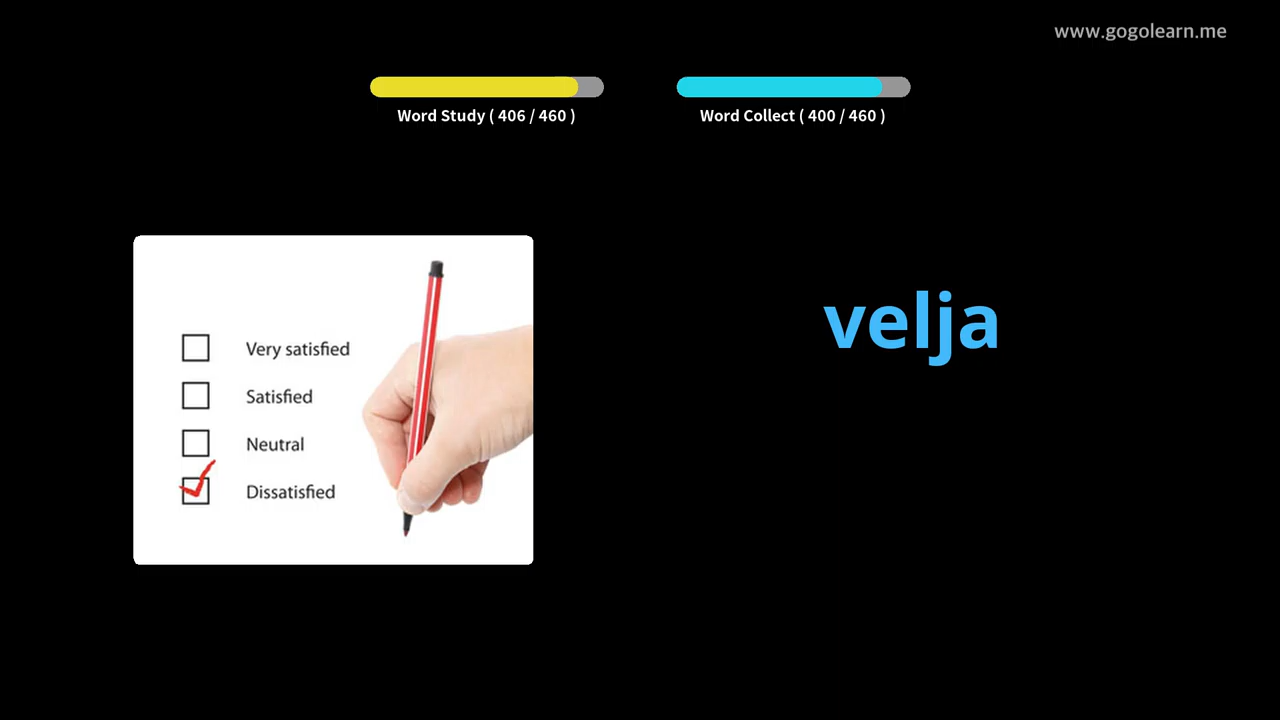 www.gogolearn.me
Word Study ( 406 / 460 )
Word Collect ( 400 / 460 )
velja
Very satisfied
Satisfied
Neutral
Dissatisfied